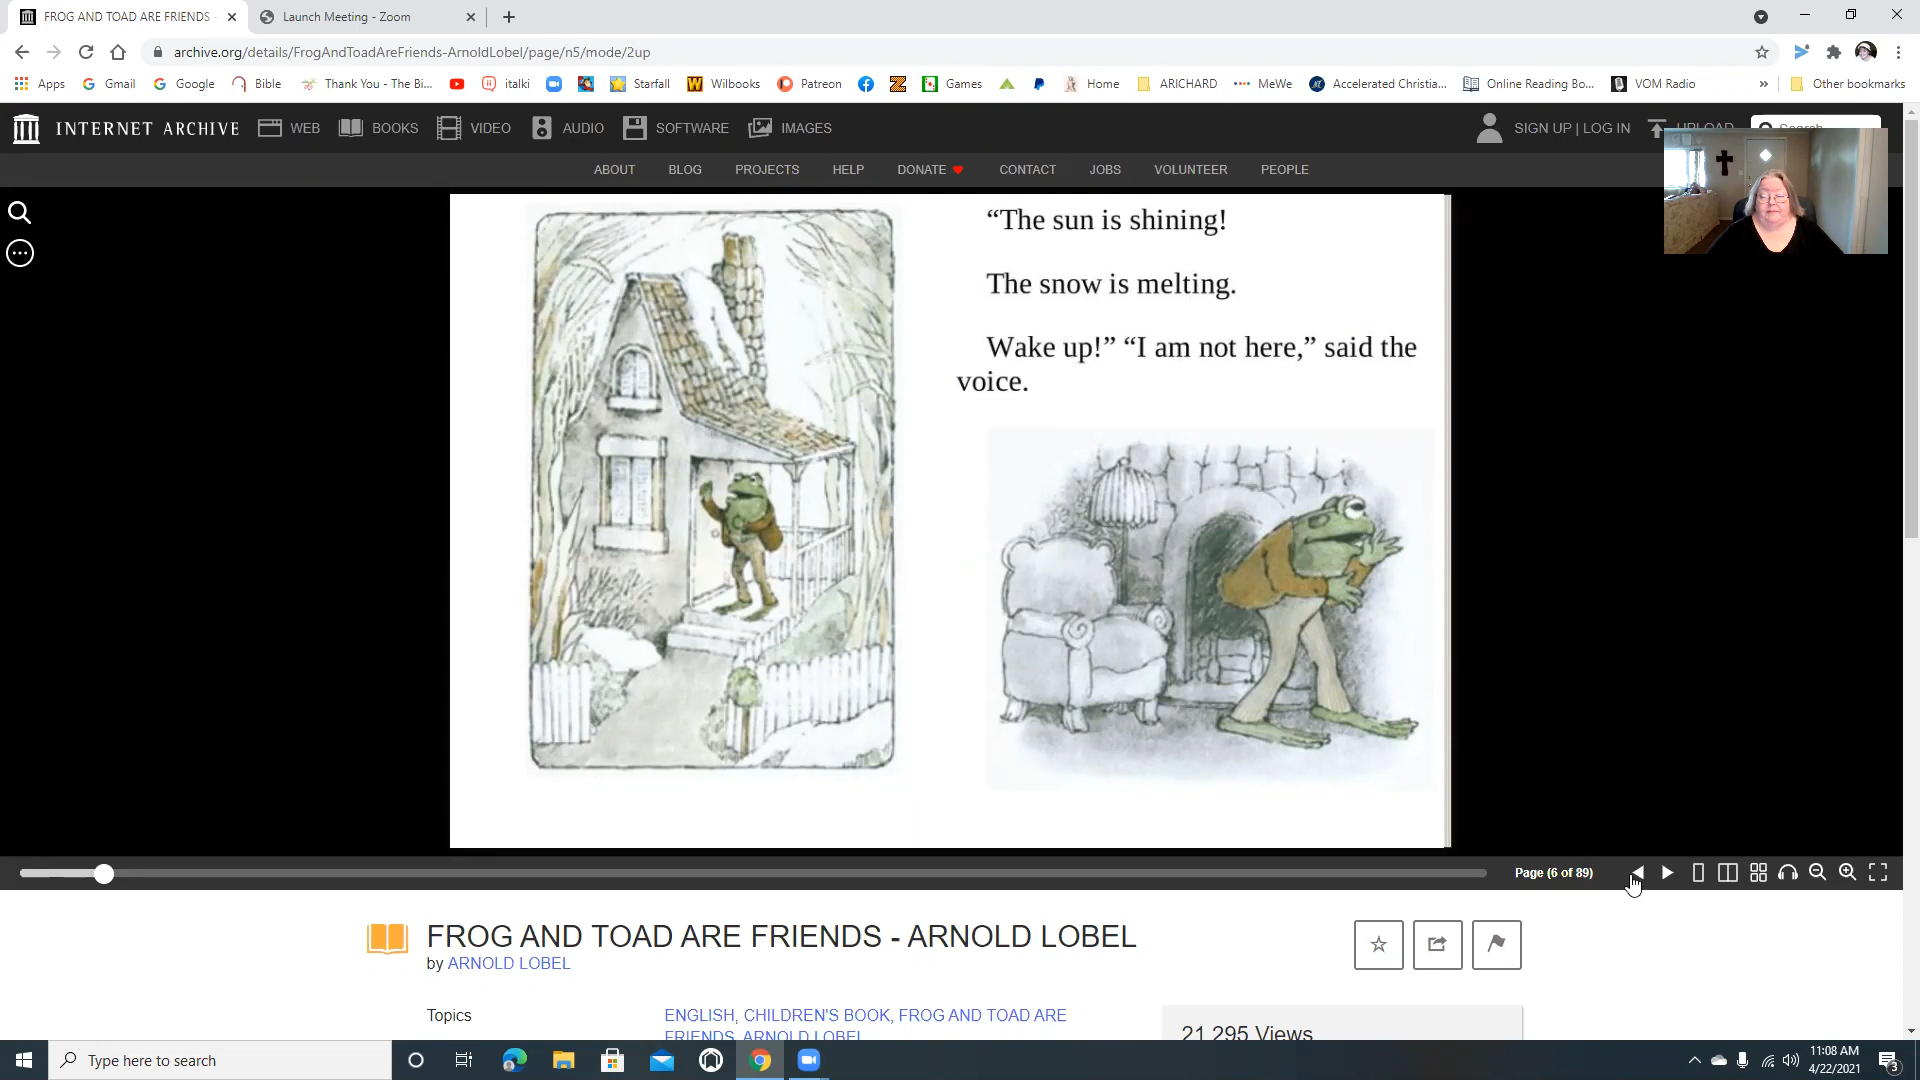 FROG AND TOAD ARE FRIENDS
Launch Meeting - Zoom
archive.org/details/FrogAndToadAreFriends-ArnoldLobel/page/n5/mode/2up
Apps Gmail Google Bible Thank You - The Bi... italki Starfall Wilbooks Patreon Games Home ARICHARD MeWe Accelerated Christia... Online Reading Bo... VOM Radio » Other bookmarks
INTERNET ARCHIVE WEB BOOKS VIDEO AUDIO SOFTWARE IMAGES SIGN UP | LOG IN UPLOAD Search
ABOUT BLOG PROJECTS HELP DONATE CONTACT JOBS VOLUNTEER PEOPLE
“The sun is shining!
The snow is melting.
Wake up!” “I am not here,” said the
voice.
Page (6 of 89)
FROG AND TOAD ARE FRIENDS - ARNOLD LOBEL
by ARNOLD LOBEL
Topics ENGLISH, CHILDREN'S BOOK, FROG AND TOAD ARE
FRIENDS, ARNOLD LOBEL
21,295 Views
Type here to search
11:08 AM
4/22/2021
3